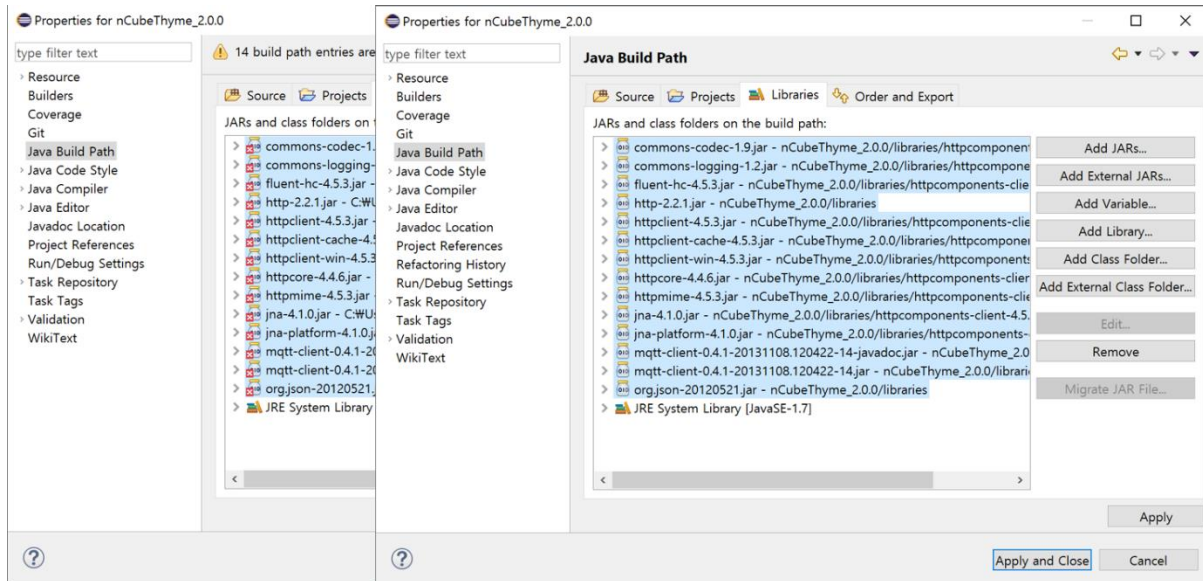 Properties for nCubeThyme_2.0.0
type filter text
14 build path entries are
Resource
Builders
Coverage
Git
Java Build Path
Java Code Style
Java Compiler
Java Editor
Javadoc Location
Project References
Run/Debug Settings
Task Repository
Task Tags
Validation
WikiText
Source
Projects
JARs and class folders on
commons-codec-1.
commons-logging-
fluent-hc-4.5.3.jar -
http-2.2.1.jar - C:₩U
httpclient-4.5.3.jar
httpclient-cache-4.5
httpclient-win-4.5.3
httpcore-4.4.6.jar -
httpmime-4.5.3.jar
jna-4.1.0.jar - C:₩Us
jna-platform-4.1.0.j
mqtt-client-0.4.1-20
mqtt-client-0.4.1-20
org.json-20120521.
JRE System Library
Properties for nCubeThyme_2.0.0
type filter text
Resource
Builders
Coverage
Git
Java Build Path
Java Code Style
Java Compiler
Java Editor
Javadoc Location
Project References
Refactoring History
Run/Debug Settings
Task Repository
Task Tags
Validation
WikiText
Java Build Path
Source
Projects
Libraries
Order and Export
JARs and class folders on the build path:
commons-codec-1.9.jar - nCubeThyme_2.0.0/libraries/httpcomponen
commons-logging-1.2.jar - nCubeThyme_2.0.0/libraries/httpcompone
fluent-hc-4.5.3.jar - nCubeThyme_2.0.0/libraries/httpcomponents-clie
http-2.2.1.jar - nCubeThyme_2.0.0/libraries
httpclient-4.5.3.jar - nCubeThyme_2.0.0/libraries/httpcomponents-clie
httpclient-cache-4.5.3.jar - nCubeThyme_2.0.0/libraries/httpcomponer
httpclient-win-4.5.3.jar - nCubeThyme_2.0.0/libraries/httpcomponent
httpcore-4.4.6.jar - nCubeThyme_2.0.0/libraries/httpcomponents-clier
httpmime-4.5.3.jar - nCubeThyme_2.0.0/libraries/httpcomponents-clie
jna-4.1.0.jar - nCubeThyme_2.0.0/libraries/httpcomponents-client-4.5.
jna-platform-4.1.0.jar - nCubeThyme_2.0.0/libraries/httpcomponents-
mqtt-client-0.4.1-20131108.120422-14-javadoc.jar - nCubeThyme_2.0
mqtt-client-0.4.1-20131108.120422-14.jar - nCubeThyme_2.0.0/librari
org.json-20120521.jar - nCubeThyme_2.0.0/libraries
JRE System Library [JavaSE-1.7]
Add JARs...
Add External JARs...
Add Variable...
Add Library...
Add Class Folder...
Add External Class Folder...
Edit...
Remove
Migrate JAR File...
Apply
Apply and Close
Cancel